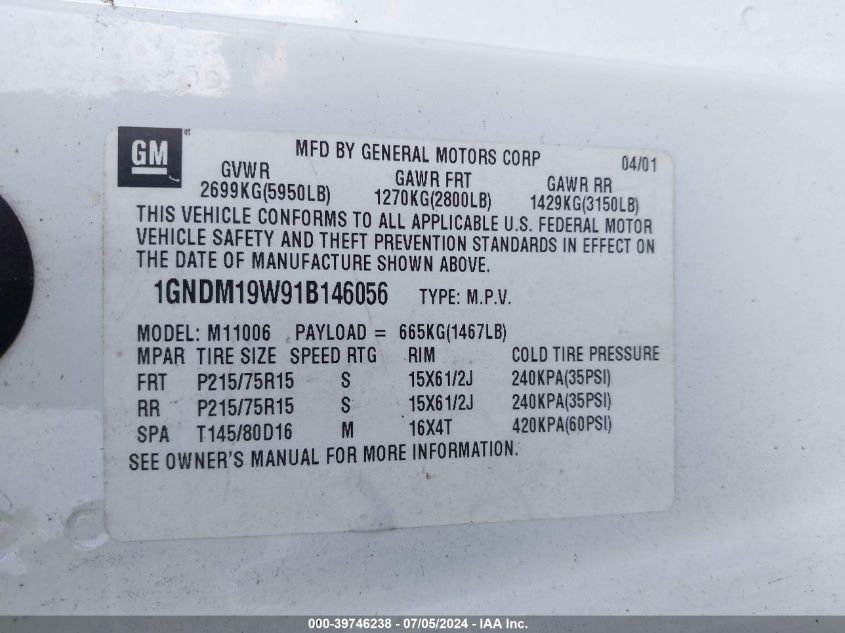 GM ®
MFD BY GENERAL MOTORS CORP 04/01
GVWR GAWR FRT GAWR RR
2699KG(5950LB) 1270KG(2800LB) 1429KG(3150LB)
THIS VEHICLE CONFORMS TO ALL APPLICABLE U.S. FEDERAL MOTOR
VEHICLE SAFETY AND THEFT PREVENTION STANDARDS IN EFFECT ON
THE DATE OF MANUFACTURE SHOWN ABOVE.
1GNDM19W91B146056 TYPE: M.P.V.
MODEL: M11006 PAYLOAD = 665KG(1467LB)
MPAR TIRE SIZE SPEED RTG RIM COLD TIRE PRESSURE
FRT P215/75R15 S 15X61/2J 240KPA(35PSI)
RR P215/75R15 S 15X61/2J 240KPA(35PSI)
SPA T145/80D16 M 16X4T 420KPA(60PSI)
SEE OWNER'S MANUAL FOR MORE INFORMATION.
000-39746238 - 07/05/2024 - IAA Inc.